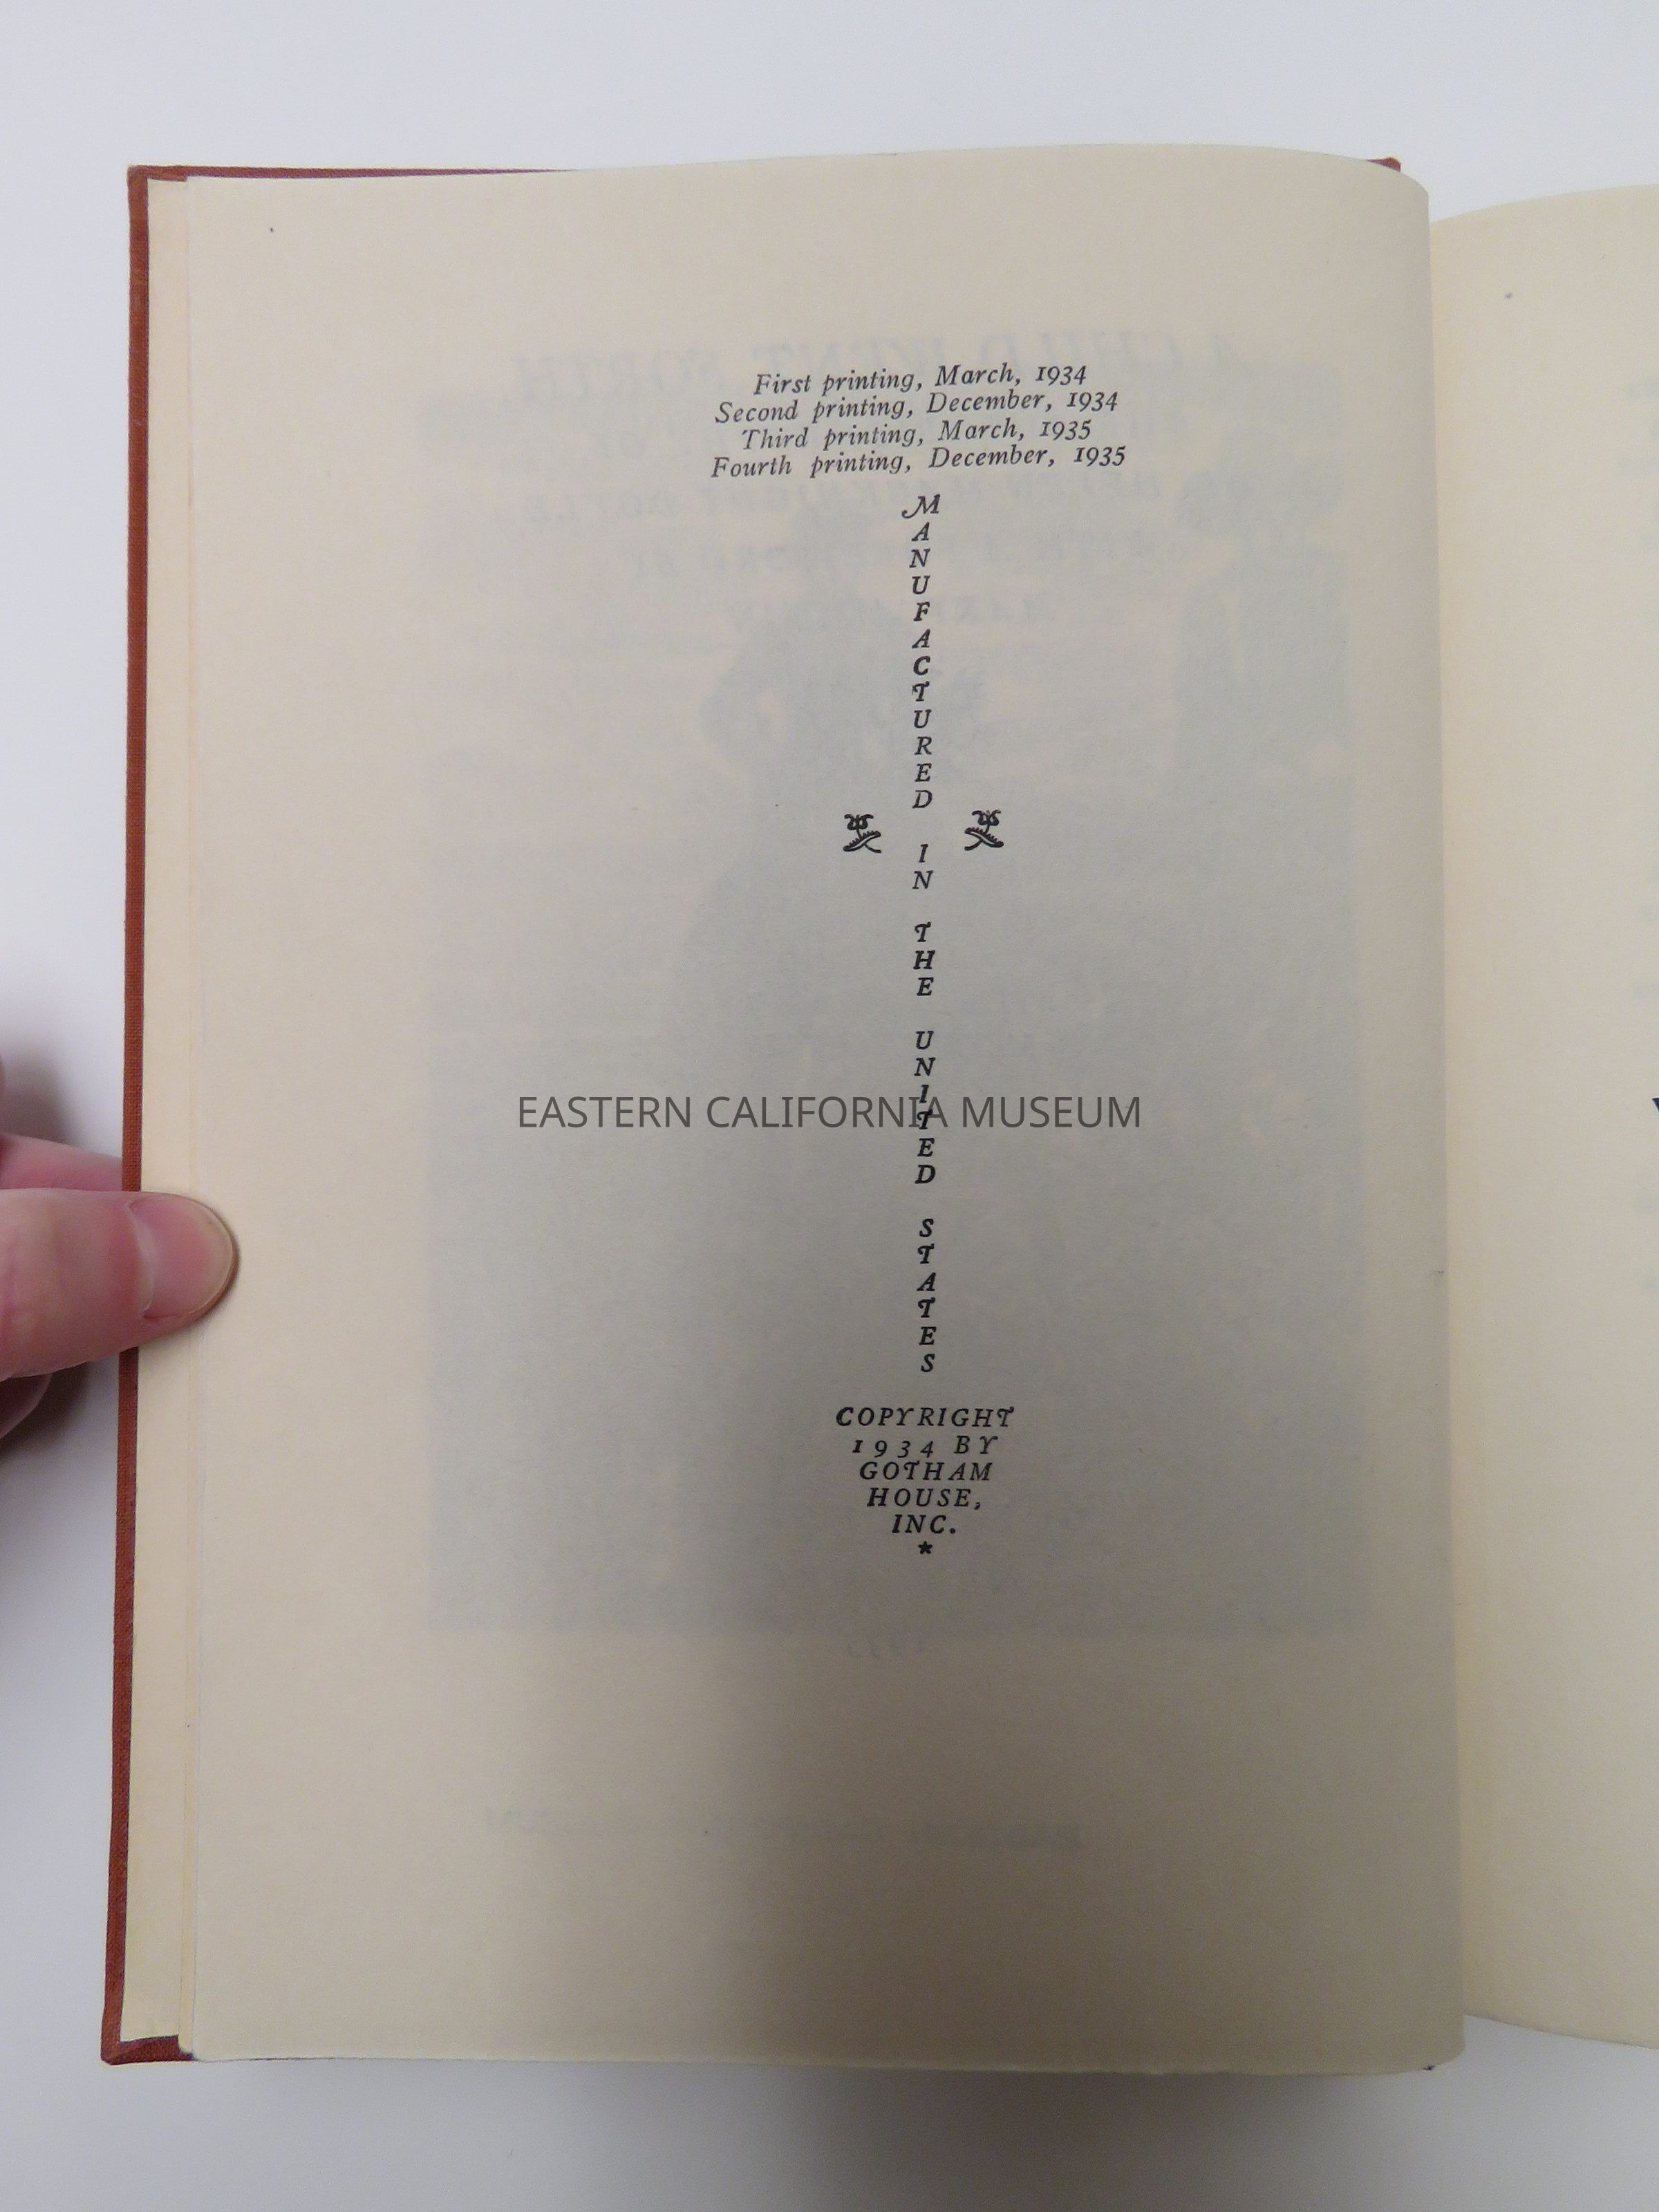 First printing, March, 1934
Second printing, December, 1934
Third printing, March, 1935
Fourth printing, December, 1935
MANUFACTURED IN THE UNITED STATES
EASTERN CALIFORNIA MUSEUM
COPYRIGHT
1934 BY
GOTHAM
HOUSE,
INC.
*